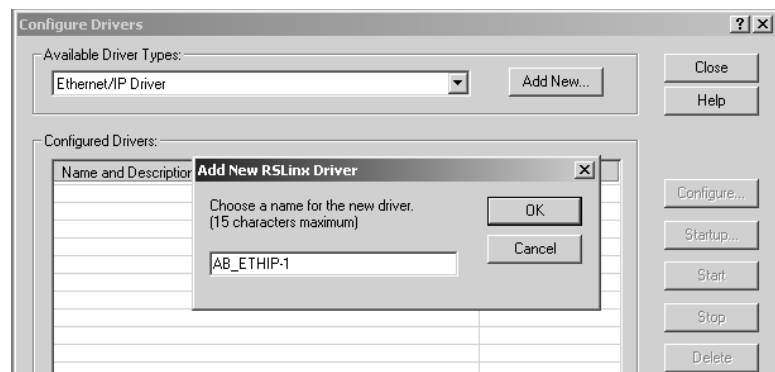 Configure Drivers
? x
Available Driver Types:
Ethernet/IP Driver
Add New...
Close
Help
Configured Drivers:
Name and Description
Add New RSLinx Driver
x
Choose a name for the new driver.
(15 characters maximum)
OK
Cancel
AB_ETHIP-1
Configure...
Startup...
Start
Stop
Delete